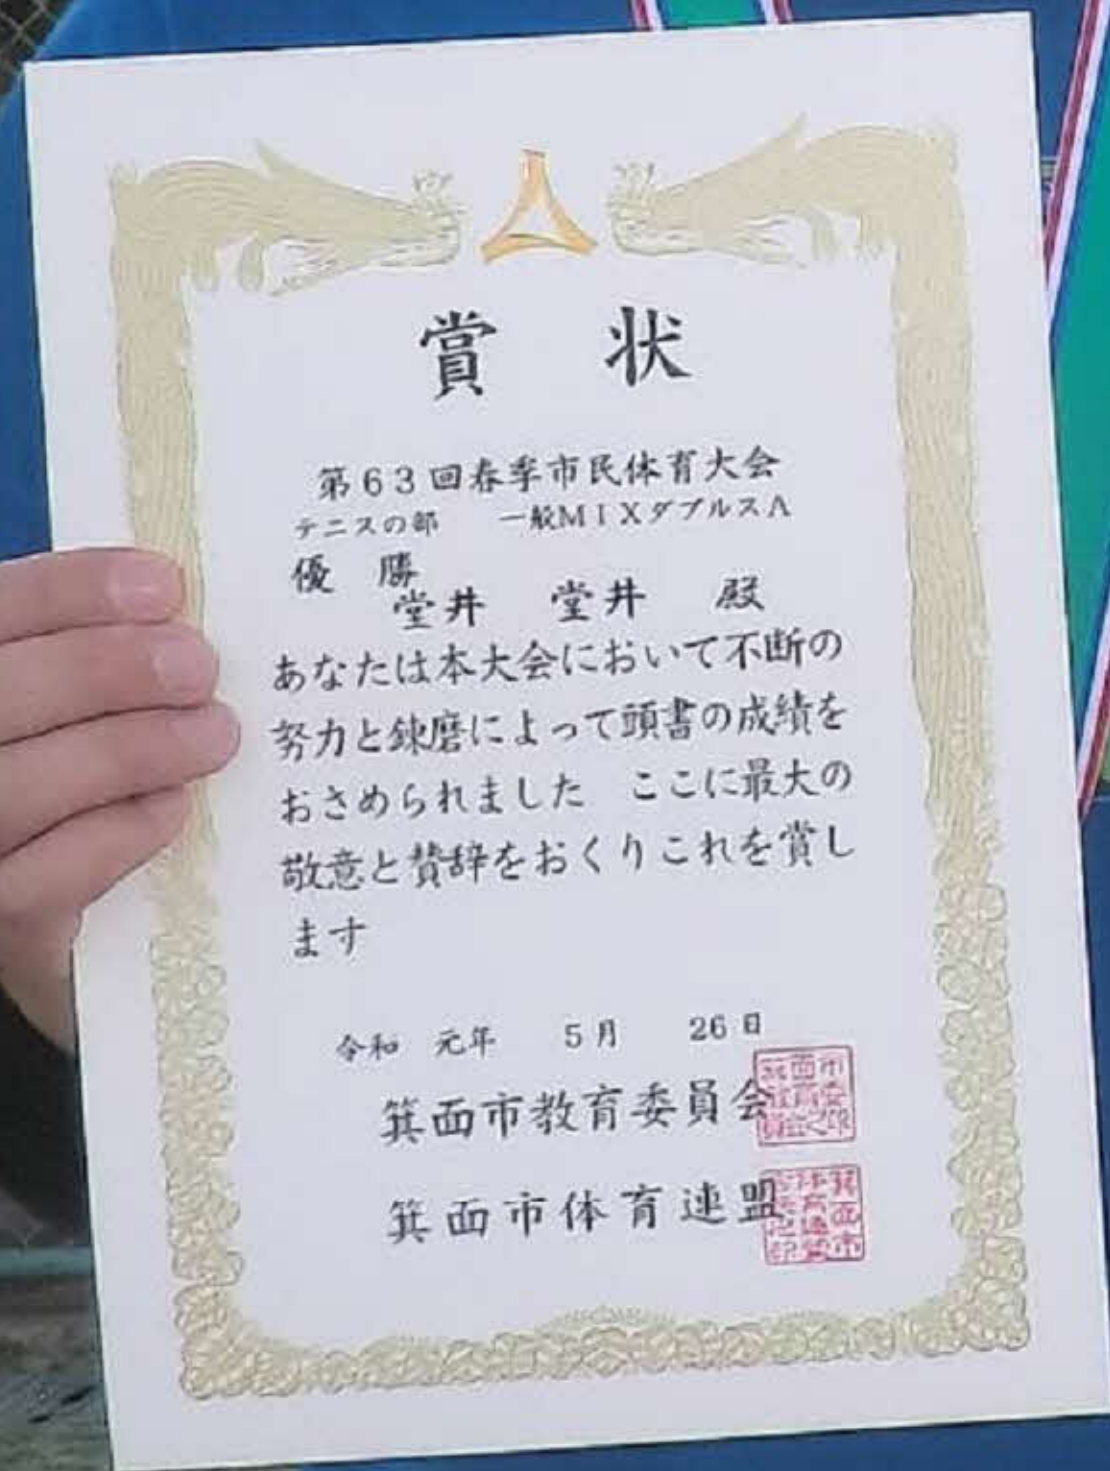 賞 状
第63回春季市民体育大会
テニスの部 一般MIXダブルスA
優 勝
堂井 堂井 殿
あなたは本大会において不断の
努力と錬磨によって頭書の成績を
おさめられました ここに最大の
敬意と賛辞をおくりこれを賞し
ます
令和 元年 5月 26日
箕面市教育委員会
箕面市体育連盟